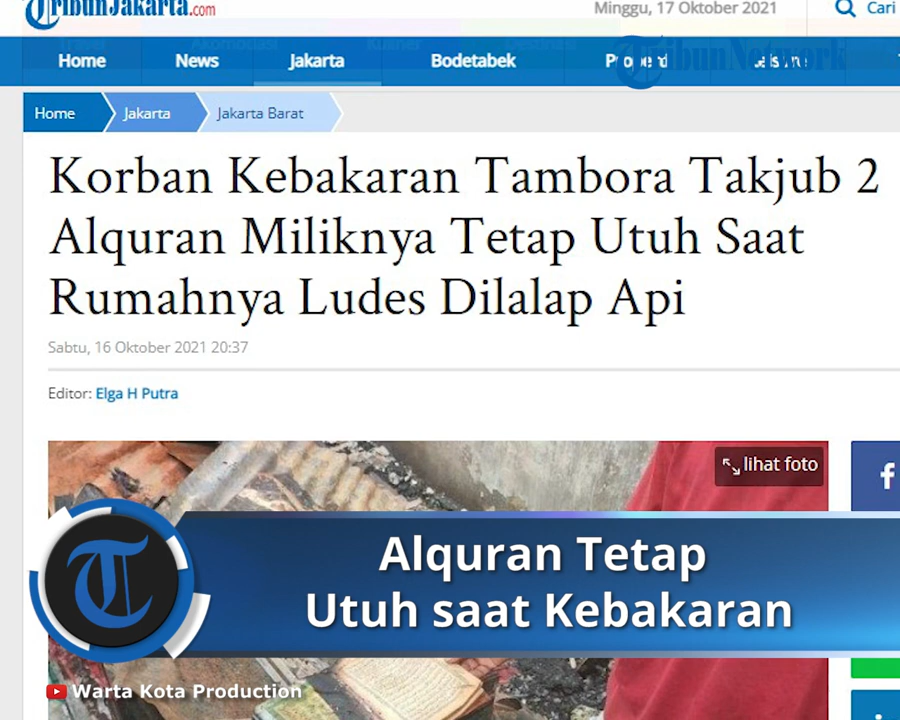 TribunJakarta.com
Minggu, 17 Oktober 2021
Cari
TribunNetwork
Home News Jakarta Bodetabek Properti
Home Jakarta Jakarta Barat
Korban Kebakaran Tambora Takjub 2
Alquran Miliknya Tetap Utuh Saat
Rumahnya Ludes Dilalap Api
Sabtu, 16 Oktober 2021 20:37
Editor: Elga H Putra
lihat foto
f
T
Alquran Tetap
Utuh saat Kebakaran
Warta Kota Production